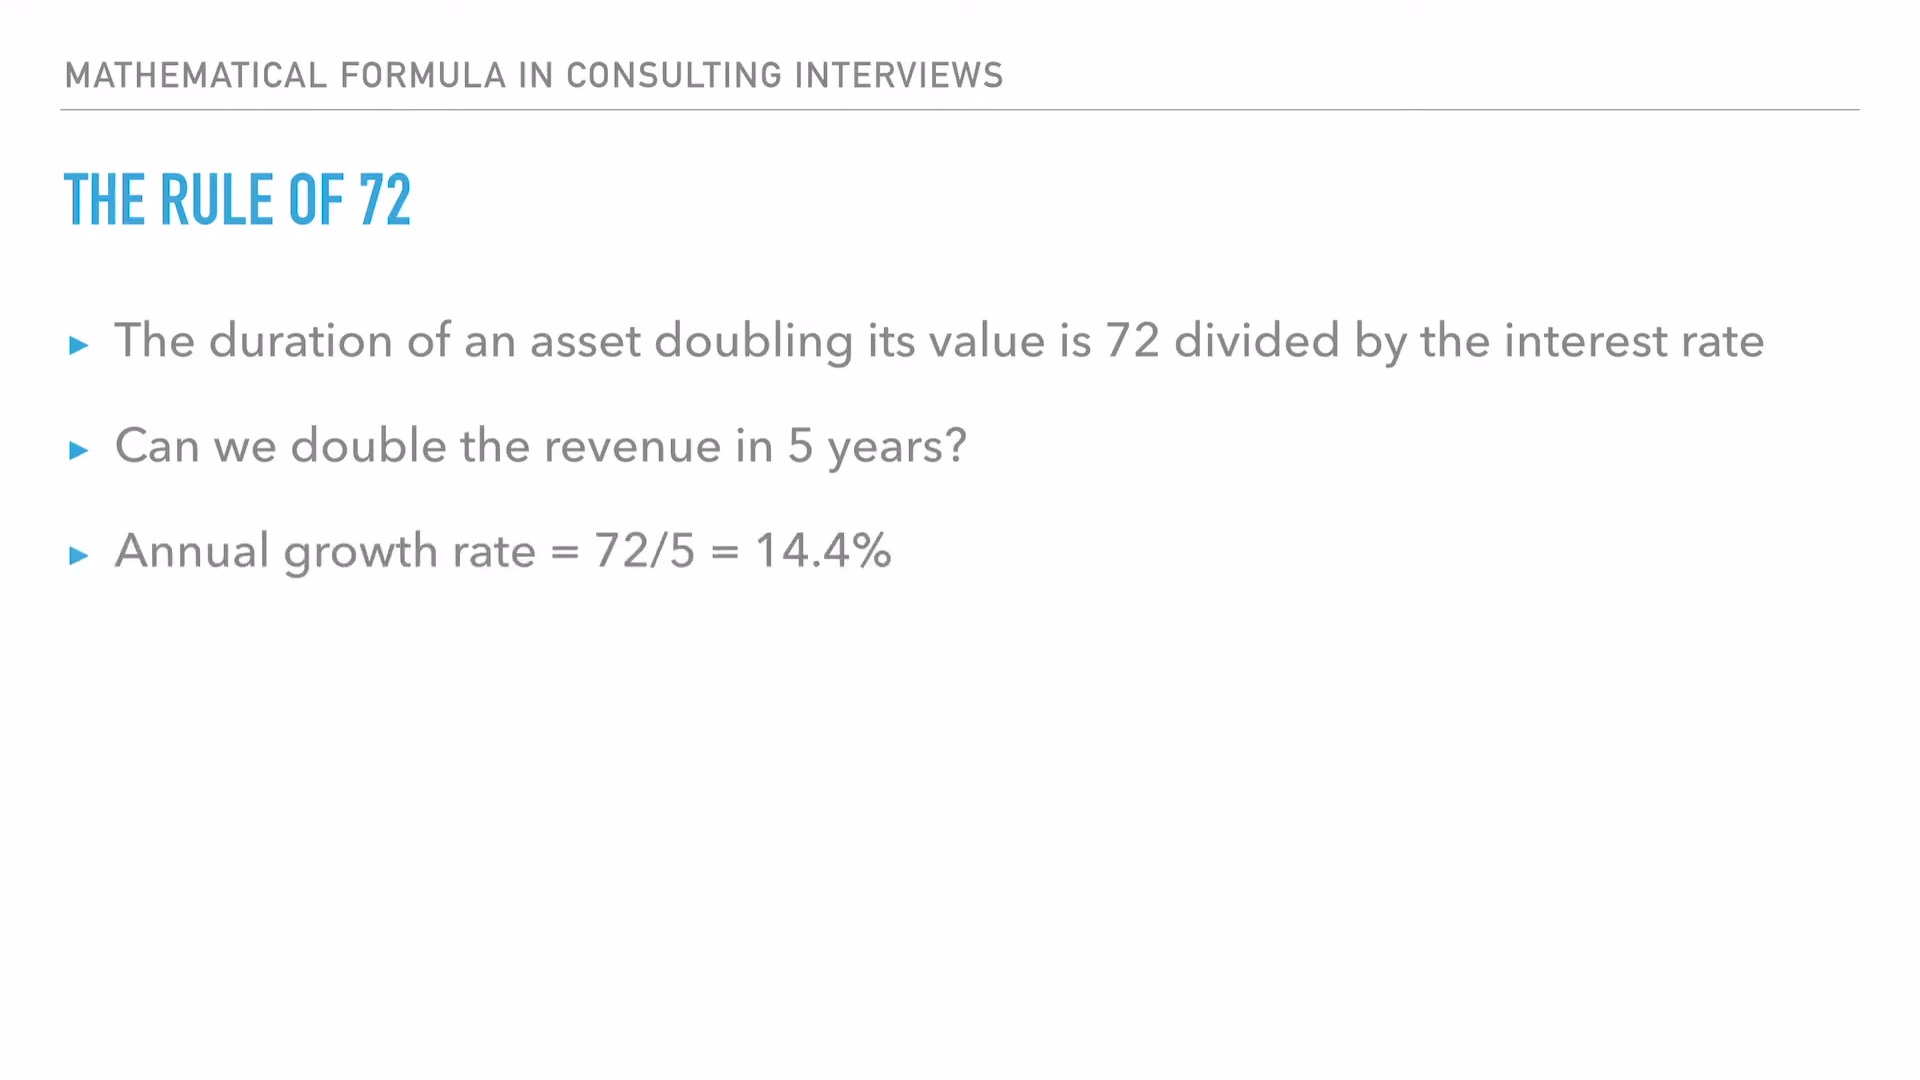 MATHEMATICAL FORMULA IN CONSULTING INTERVIEWS
THE RULE OF 72
▸ The duration of an asset doubling its value is 72 divided by the interest rate
▸ Can we double the revenue in 5 years?
▸ Annual growth rate = 72/5 = 14.4%